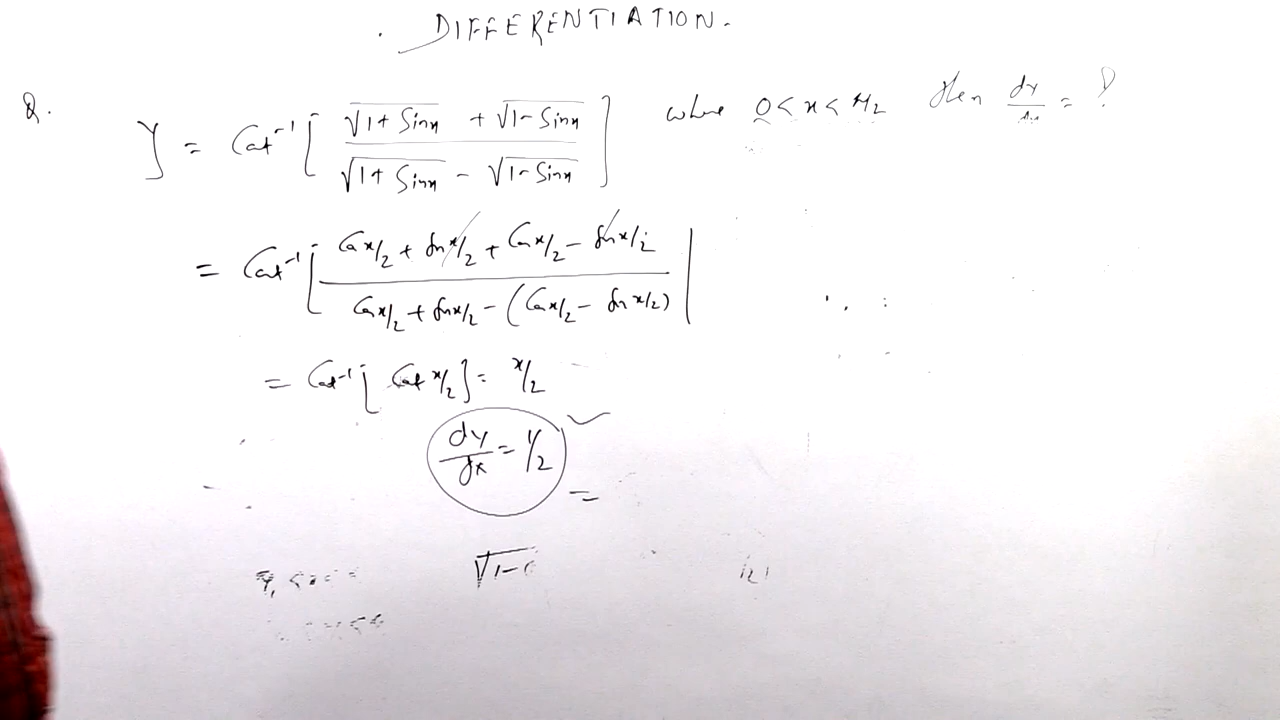 . DIFFERENTIATION.
Q. y = Cot⁻¹[ (√(1+Sinx) + √(1-Sinx)) / (√(1+Sinx) - √(1-Sinx)) ] where 0<x<π/2 then dy/dx = ?
= Cot⁻¹[ (Cosx/2 + Sinx/2 + Cosx/2 - Sinx/2) / (Cosx/2 + Sinx/2 - (Cosx/2 - Sinx/2)) ]
= Cot⁻¹[ Cot x/2 ] = x/2
dy/dx = 1/2
=
√1-